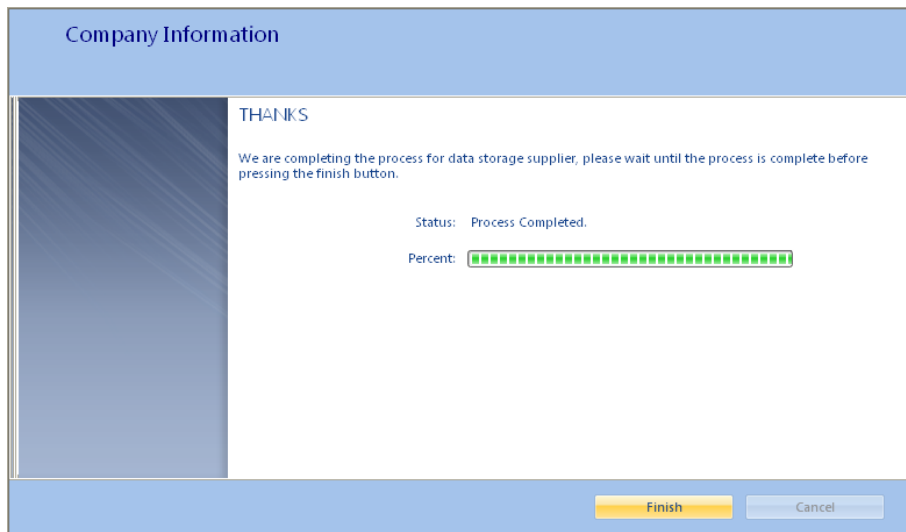 Company Information
THANKS
We are completing the process for data storage supplier, please wait until the process is complete before
pressing the finish button.
Status: Process Completed.
Percent:
Finish Cancel